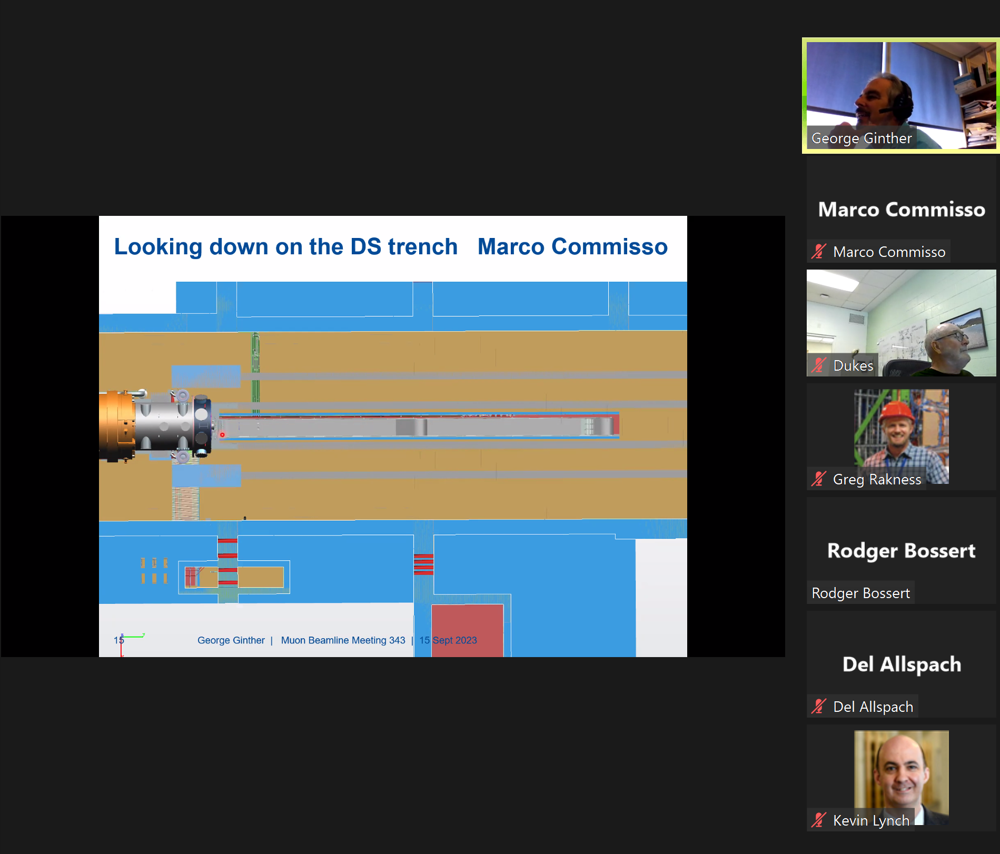 Looking down on the DS trench Marco Commisso
15 George Ginther | Muon Beamline Meeting 343 | 15 Sept 2023
George Ginther
Marco Commisso
Marco Commisso
Dukes
Greg Rakness
Rodger Bossert
Rodger Bossert
Del Allspach
Del Allspach
Kevin Lynch